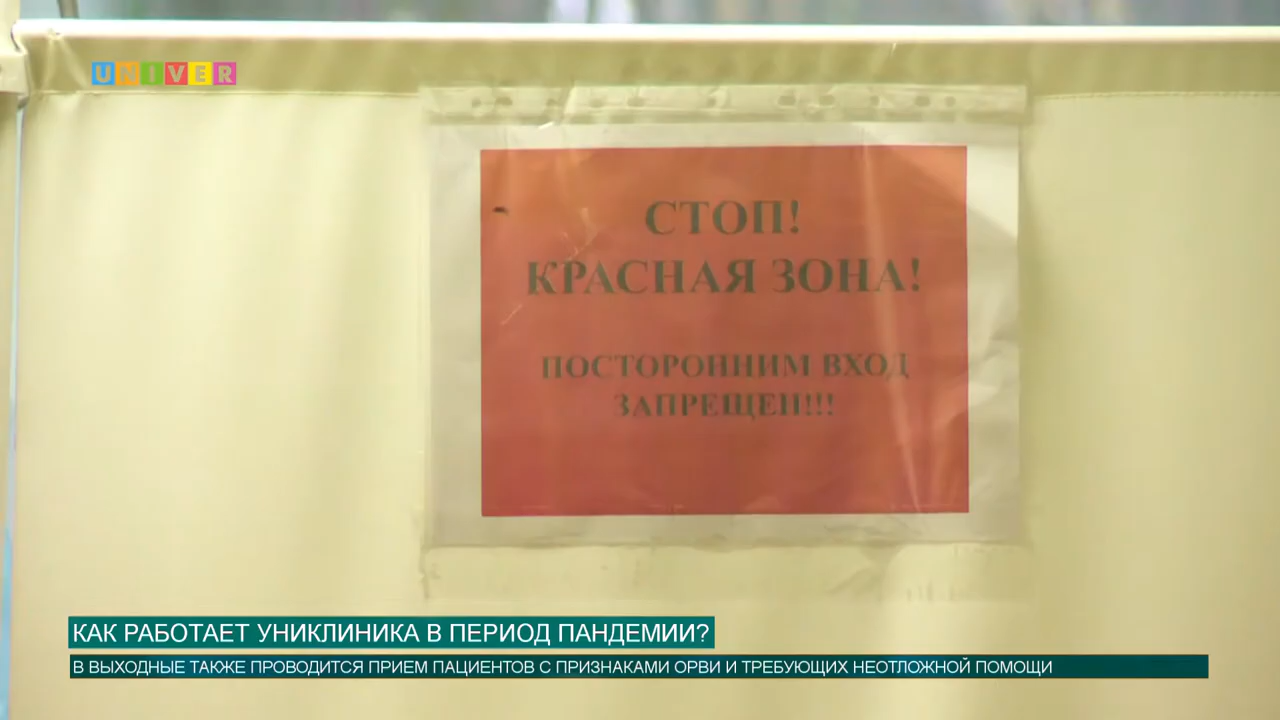 UNIVER
СТОП!
КРАСНАЯ ЗОНА!
ПОСТОРОННИМ ВХОД
ЗАПРЕЩЕН!!!
КАК РАБОТАЕТ УНИКЛИНИКА В ПЕРИОД ПАНДЕМИИ?
В ВЫХОДНЫЕ ТАКЖЕ ПРОВОДИТСЯ ПРИЕМ ПАЦИЕНТОВ С ПРИЗНАКАМИ ОРВИ И ТРЕБУЮЩИХ НЕОТЛОЖНОЙ ПОМОЩИ